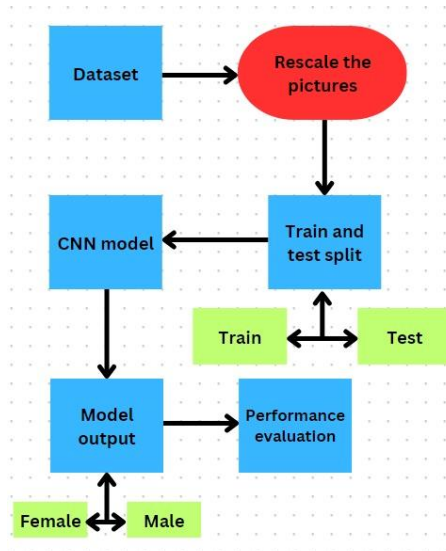 Dataset
Rescale the
pictures
CNN model
Train and
test split
Train
Test
Model
output
Performance
evaluation
Female
Male